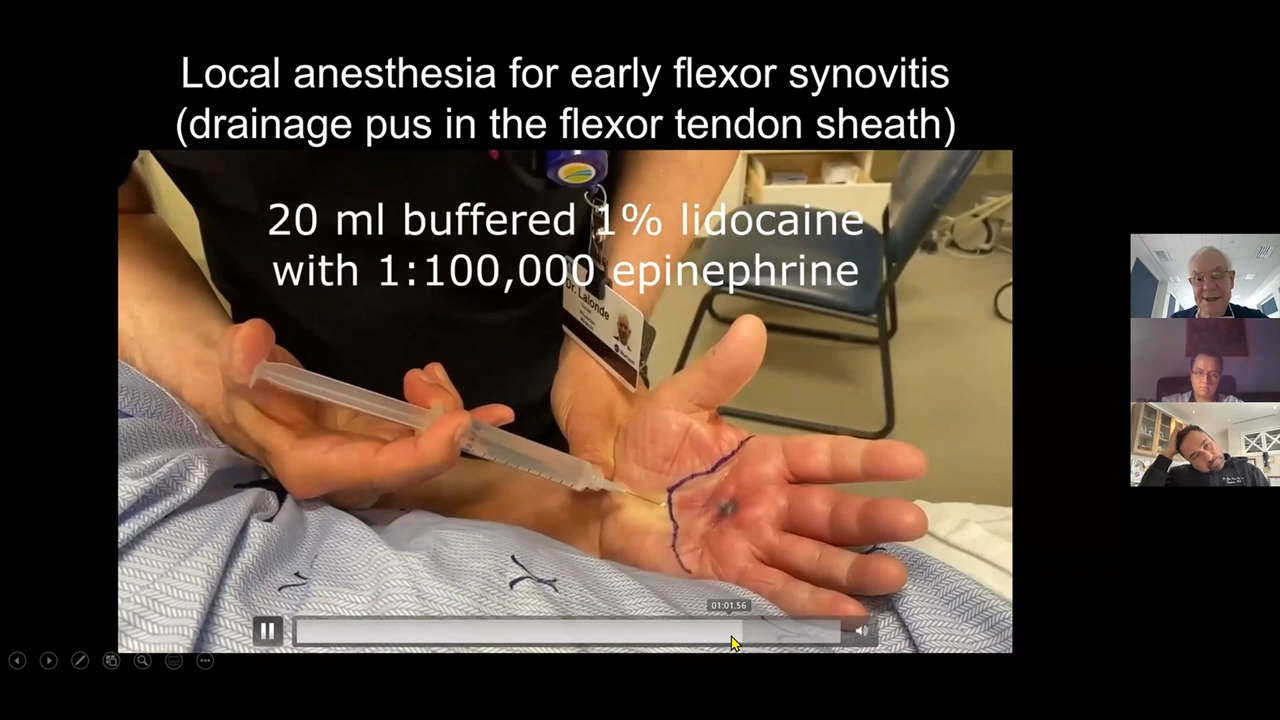 Local anesthesia for early flexor synovitis
(drainage pus in the flexor tendon sheath)
20 ml buffered 1% lidocaine
with 1:100,000 epinephrine
Dr. Lalonde
01:01.56